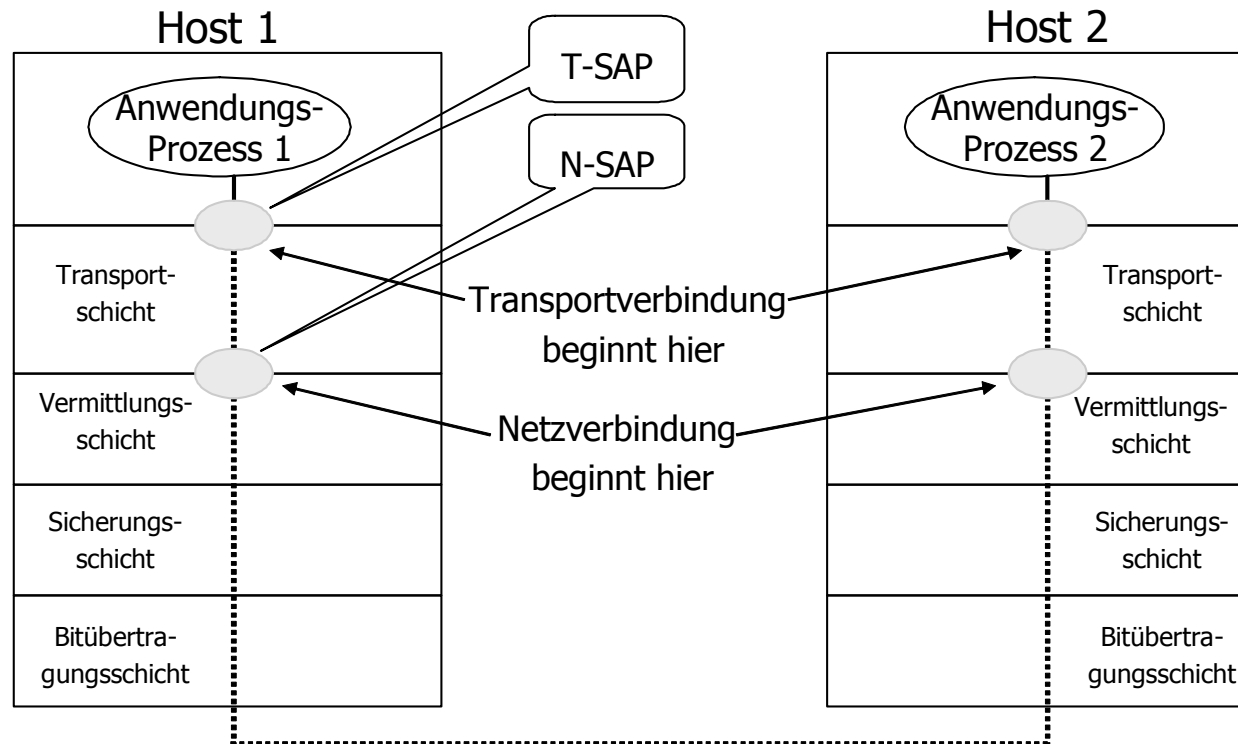 Host 1
Host 2
T-SAP
N-SAP
Anwendungs-
Prozess 1
Anwendungs-
Prozess 2
Transport-
schicht
Transportverbindung
beginnt hier
Transport-
schicht
Vermittlungs-
schicht
Netzverbindung
beginnt hier
Vermittlungs-
schicht
Sicherungs-
schicht
Sicherungs-
schicht
Bitübertra-
gungsschicht
Bitübertra-
gungsschicht